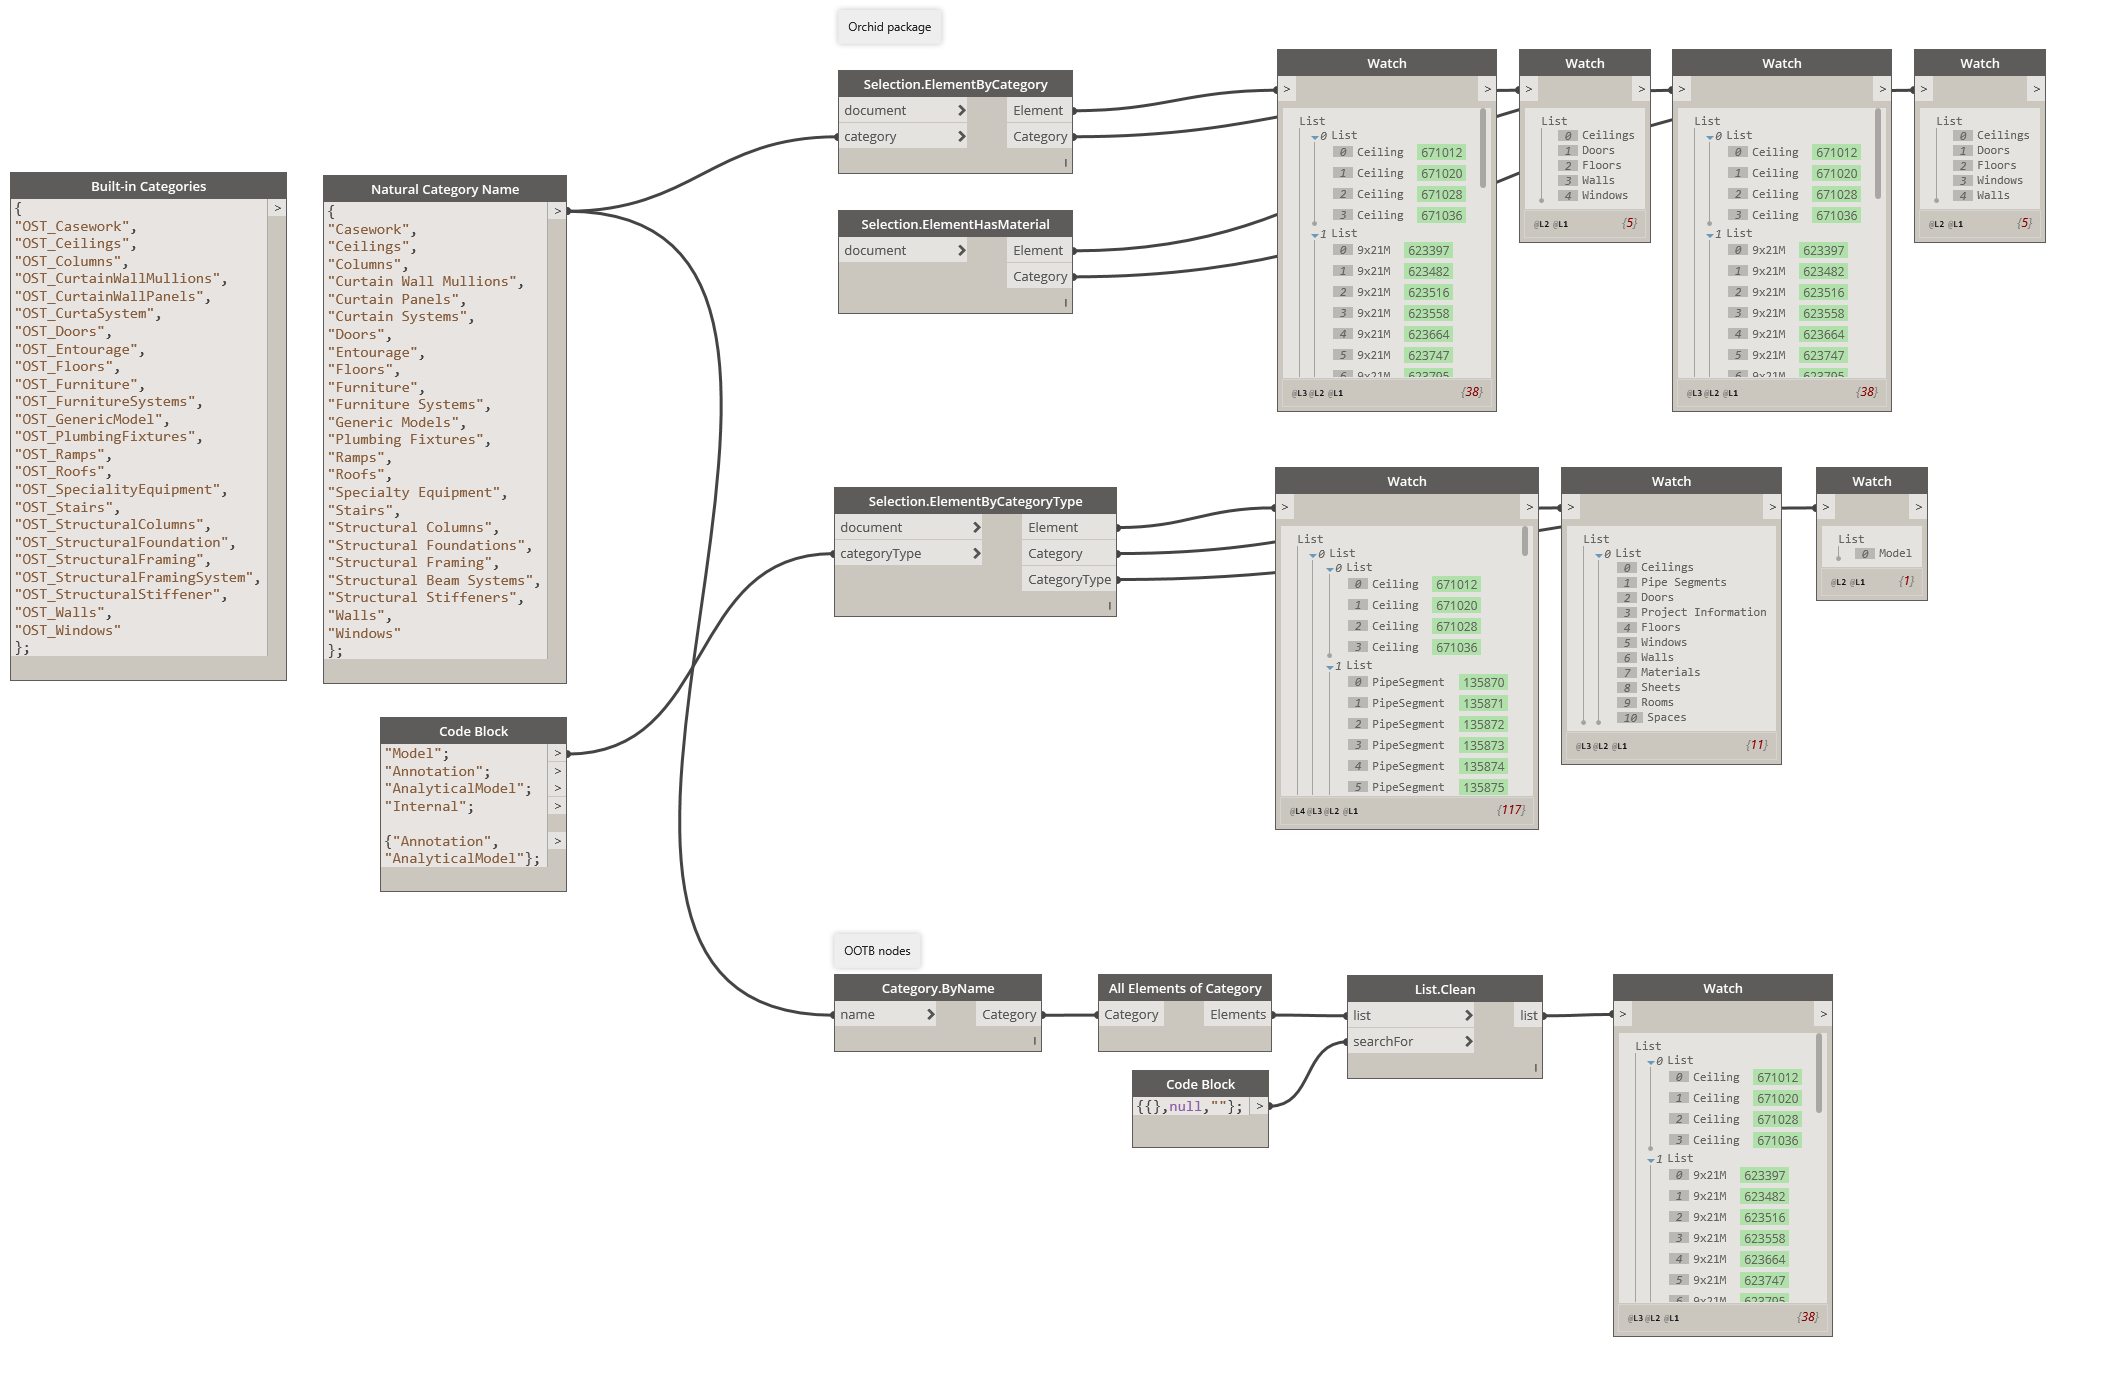 Orchid package
Built-in Categories
>
{
"OST_Casework",
"OST_Ceilings",
"OST_Columns",
"OST_CurtainWallMullions",
"OST_CurtainWallPanels",
"OST_CurtaSystem",
"OST_Doors",
"OST_Entourage",
"OST_Floors",
"OST_Furniture",
"OST_FurnitureSystems",
"OST_GenericModel",
"OST_PlumbingFixtures",
"OST_Ramps",
"OST_Roofs",
"OST_SpecialityEquipment",
"OST_Stairs",
"OST_StructuralColumns",
"OST_StructuralFoundation",
"OST_StructuralFraming",
"OST_StructuralFramingSystem",
"OST_StructuralStiffener",
"OST_Walls",
"OST_Windows"
};
Natural Category Name
>
{
"Casework",
"Ceilings",
"Columns",
"Curtain Wall Mullions",
"Curtain Panels",
"Curtain Systems",
"Doors",
"Entourage",
"Floors",
"Furniture",
"Furniture Systems",
"Generic Models",
"Plumbing Fixtures",
"Ramps",
"Roofs",
"Specialty Equipment",
"Stairs",
"Structural Columns",
"Structural Foundations",
"Structural Framing",
"Structural Beam Systems",
"Structural Stiffeners",
"Walls",
"Windows"
};
Code Block
"Model"; >
"Annotation"; >
"AnalyticalModel"; >
"Internal"; >
{"Annotation", >
"AnalyticalModel"};
Selection.ElementByCategory
document > Element
category > Category
l
Selection.ElementHasMaterial
document > Element
Category
l
Watch
> >
List
0 List
0 Ceiling 671012
1 Ceiling 671020
2 Ceiling 671028
3 Ceiling 671036
1 List
0 9x21M 623397
1 9x21M 623482
2 9x21M 623516
3 9x21M 623558
4 9x21M 623664
5 9x21M 623747
6 9x21M 623795
@L3 @L2 @L1 {38}
Watch
> >
List
0 Ceilings
1 Doors
2 Floors
3 Walls
4 Windows
@L2 @L1 {5}
Watch
> >
List
0 List
0 Ceiling 671012
1 Ceiling 671020
2 Ceiling 671028
3 Ceiling 671036
1 List
0 9x21M 623397
1 9x21M 623482
2 9x21M 623516
3 9x21M 623558
4 9x21M 623664
5 9x21M 623747
6 9x21M 623795
@L3 @L2 @L1 {38}
Watch
> >
List
0 Ceilings
1 Doors
2 Floors
3 Windows
4 Walls
@L2 @L1 {5}
Selection.ElementByCategoryType
document > Element
categoryType > Category
CategoryType
l
Watch
> >
List
0 List
0 List
0 Ceiling 671012
1 Ceiling 671020
2 Ceiling 671028
3 Ceiling 671036
1 List
0 PipeSegment 135870
1 PipeSegment 135871
2 PipeSegment 135872
3 PipeSegment 135873
4 PipeSegment 135874
5 PipeSegment 135875
@L4 @L3 @L2 @L1 {117}
Watch
> >
List
0 List
0 Ceilings
1 Pipe Segments
2 Doors
3 Project Information
4 Floors
5 Windows
6 Walls
7 Materials
8 Sheets
9 Rooms
10 Spaces
@L3 @L2 @L1 {11}
Watch
> >
List
0 Model
@L2 @L1 {1}
OOTB nodes
Category.ByName
name > Category
l
All Elements of Category
Category Elements
Code Block
{{},null,""}; >
List.Clean
list > list
searchFor >
l
Watch
> >
List
0 List
0 Ceiling 671012
1 Ceiling 671020
2 Ceiling 671028
3 Ceiling 671036
1 List
0 9x21M 623397
1 9x21M 623482
2 9x21M 623516
3 9x21M 623558
4 9x21M 623664
5 9x21M 623747
6 9x21M 623795
@L3 @L2 @L1 {38}